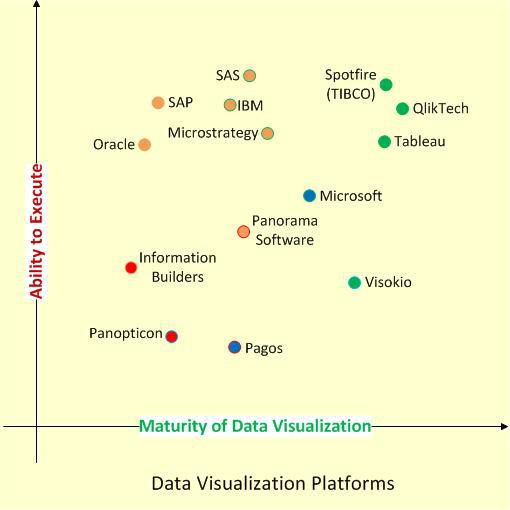 SAS
Spotfire
(TIBCO)
SAP
IBM
QlikTech
Microstrategy
Oracle
Tableau
Ability to Execute
Microsoft
Panorama
Software
Information
Builders
Visokio
Panopticon
Pagos
Maturity of Data Visualization
Data Visualization Platforms